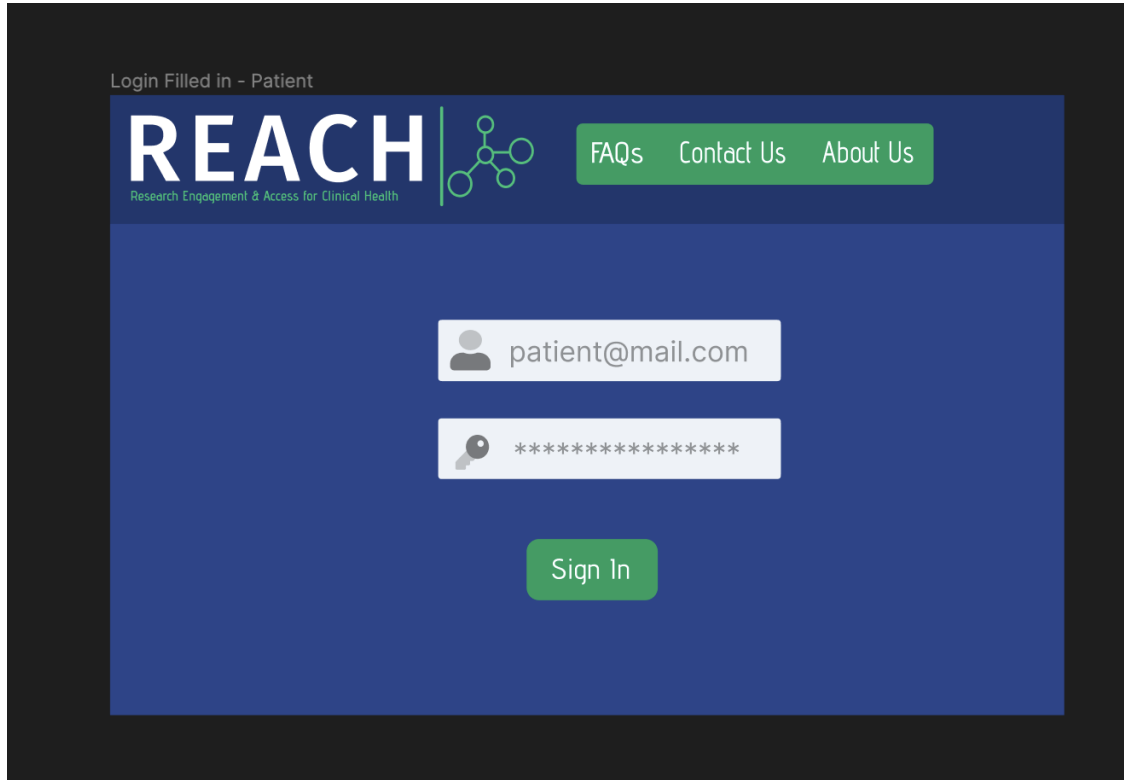 Login Filled in - Patient
REACH
Research Engagement & Access for Clinical Health
FAQs Contact Us About Us
patient@mail.com
****************
Sign In